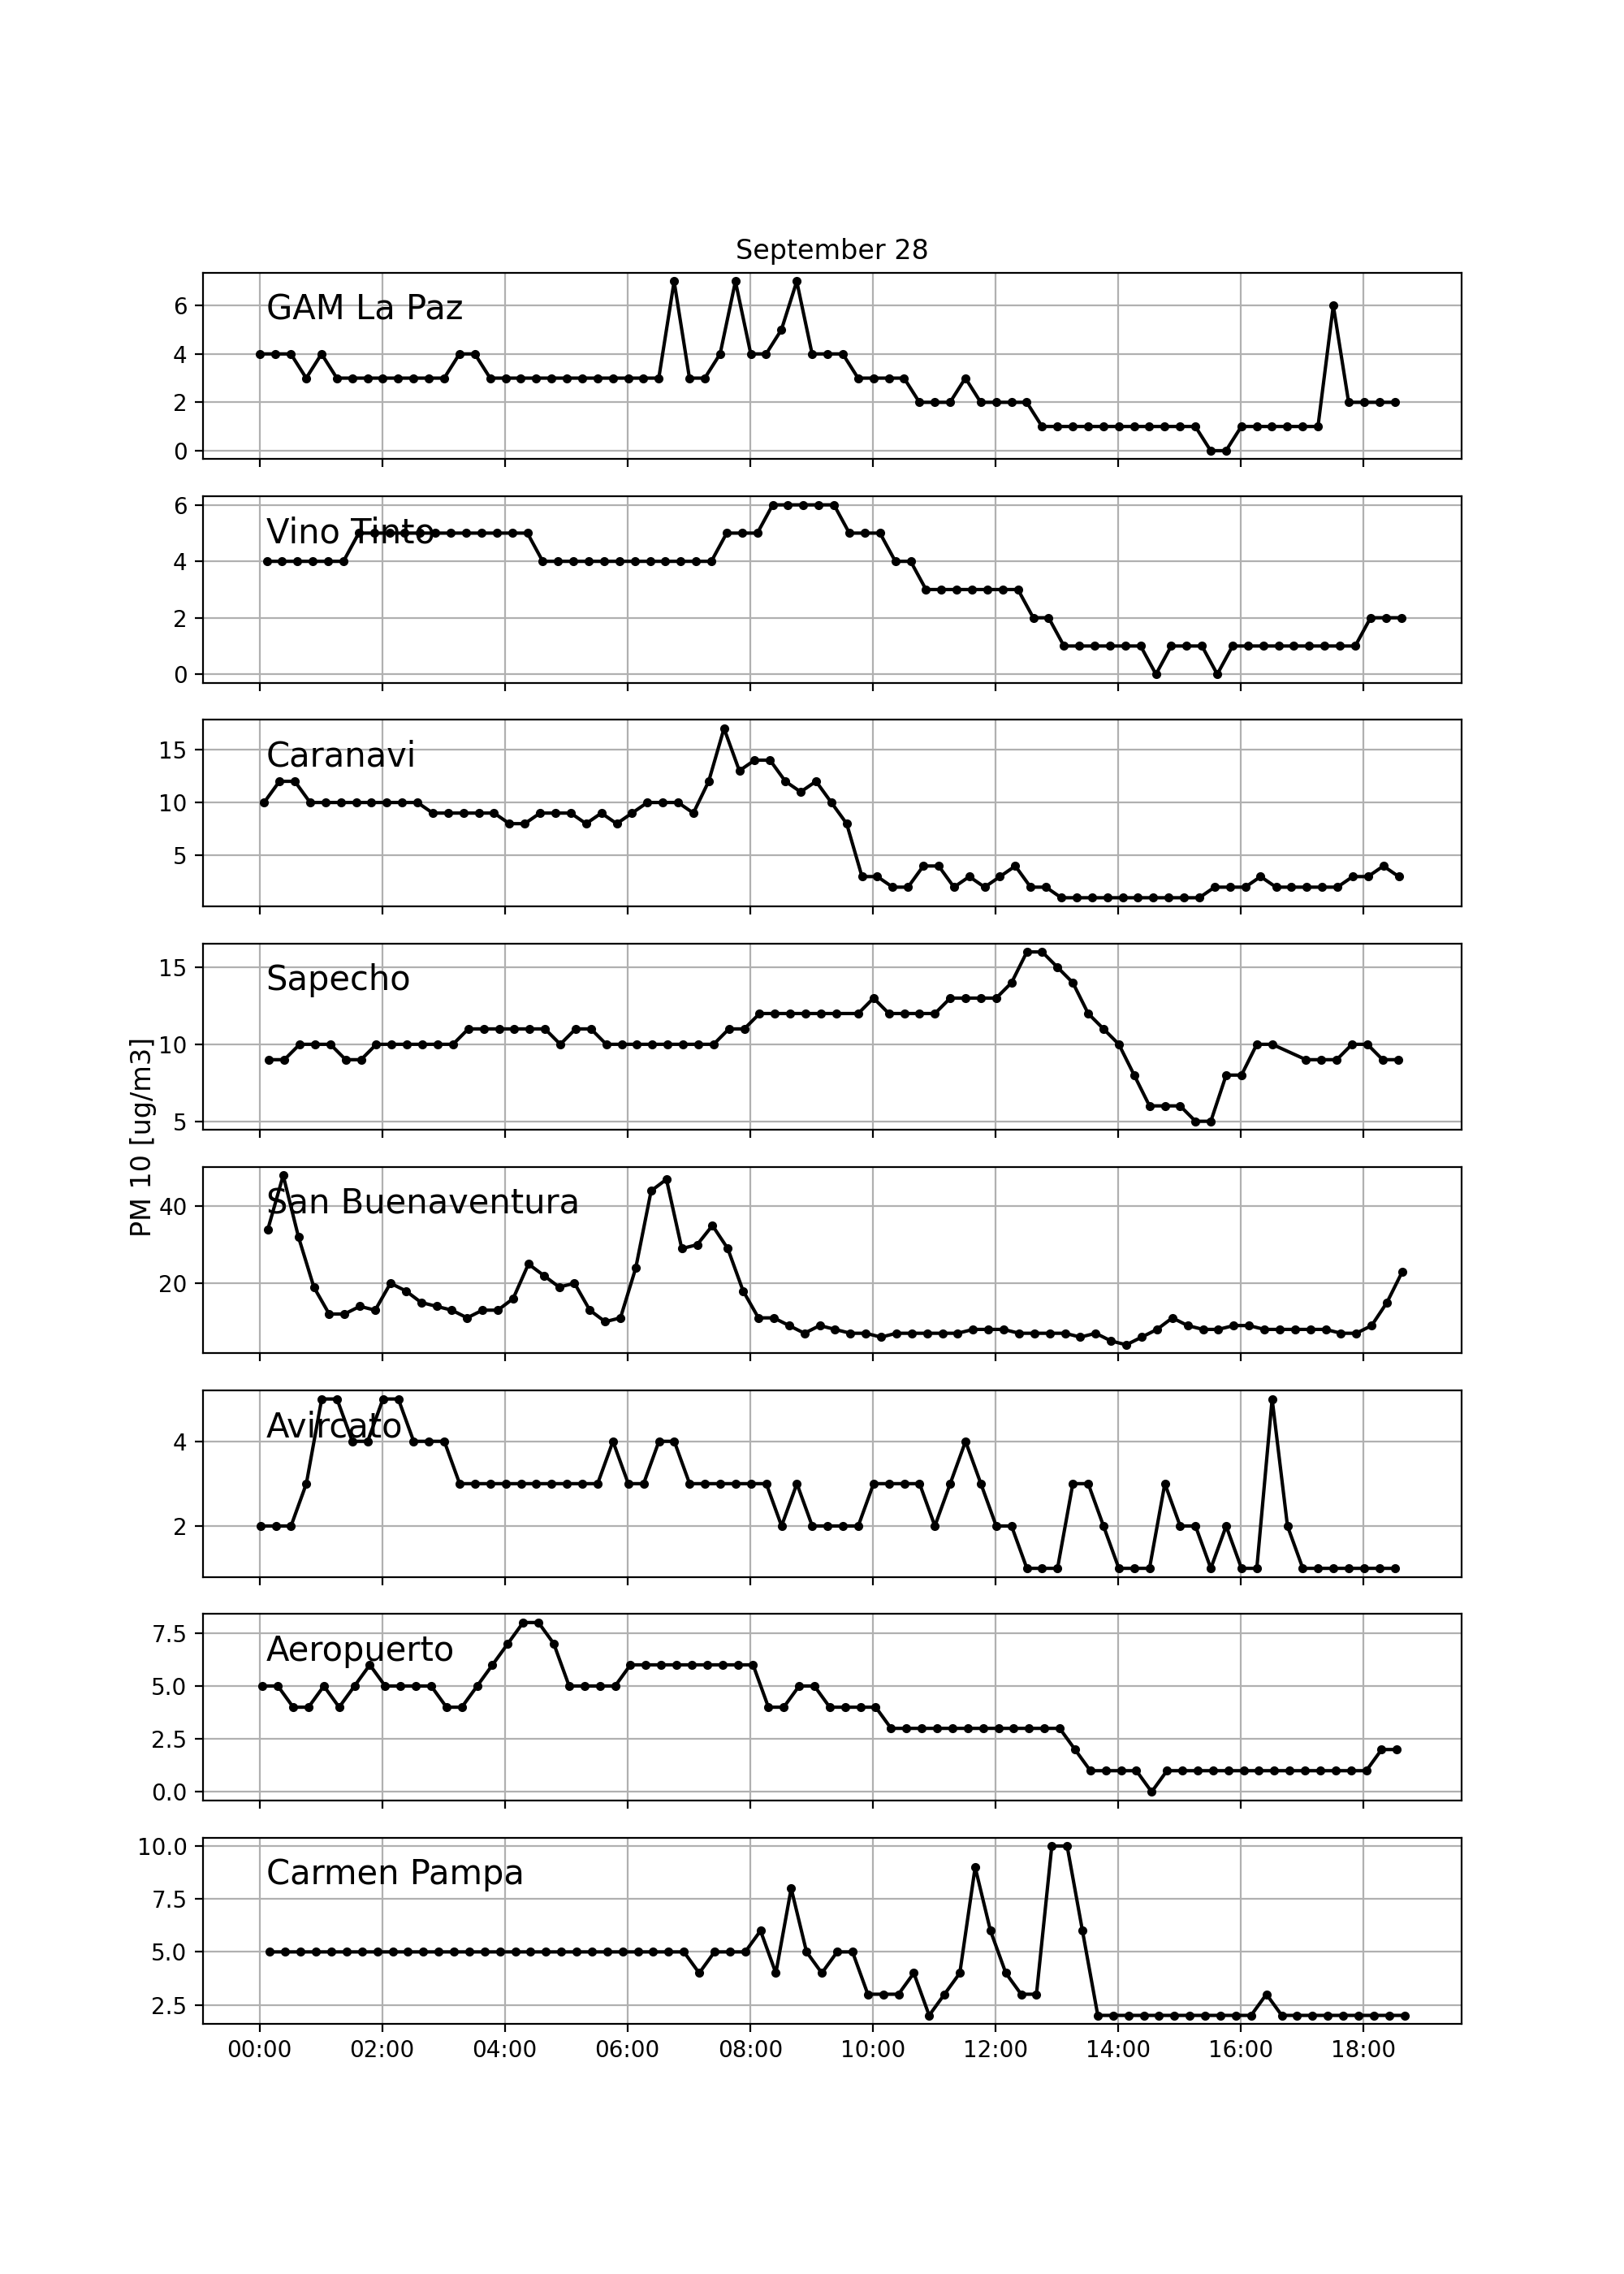 September 28
GAM La Paz
6
4
2
0
Vino Tinto
6
4
2
0
Caranavi
15
10
5
Sapecho
15
10
5
PM 10 [ug/m3]
San Buenaventura
40
20
Avircato
4
2
Aeropuerto
7.5
5.0
2.5
0.0
Carmen Pampa
10.0
7.5
5.0
2.5
00:00 02:00 04:00 06:00 08:00 10:00 12:00 14:00 16:00 18:00